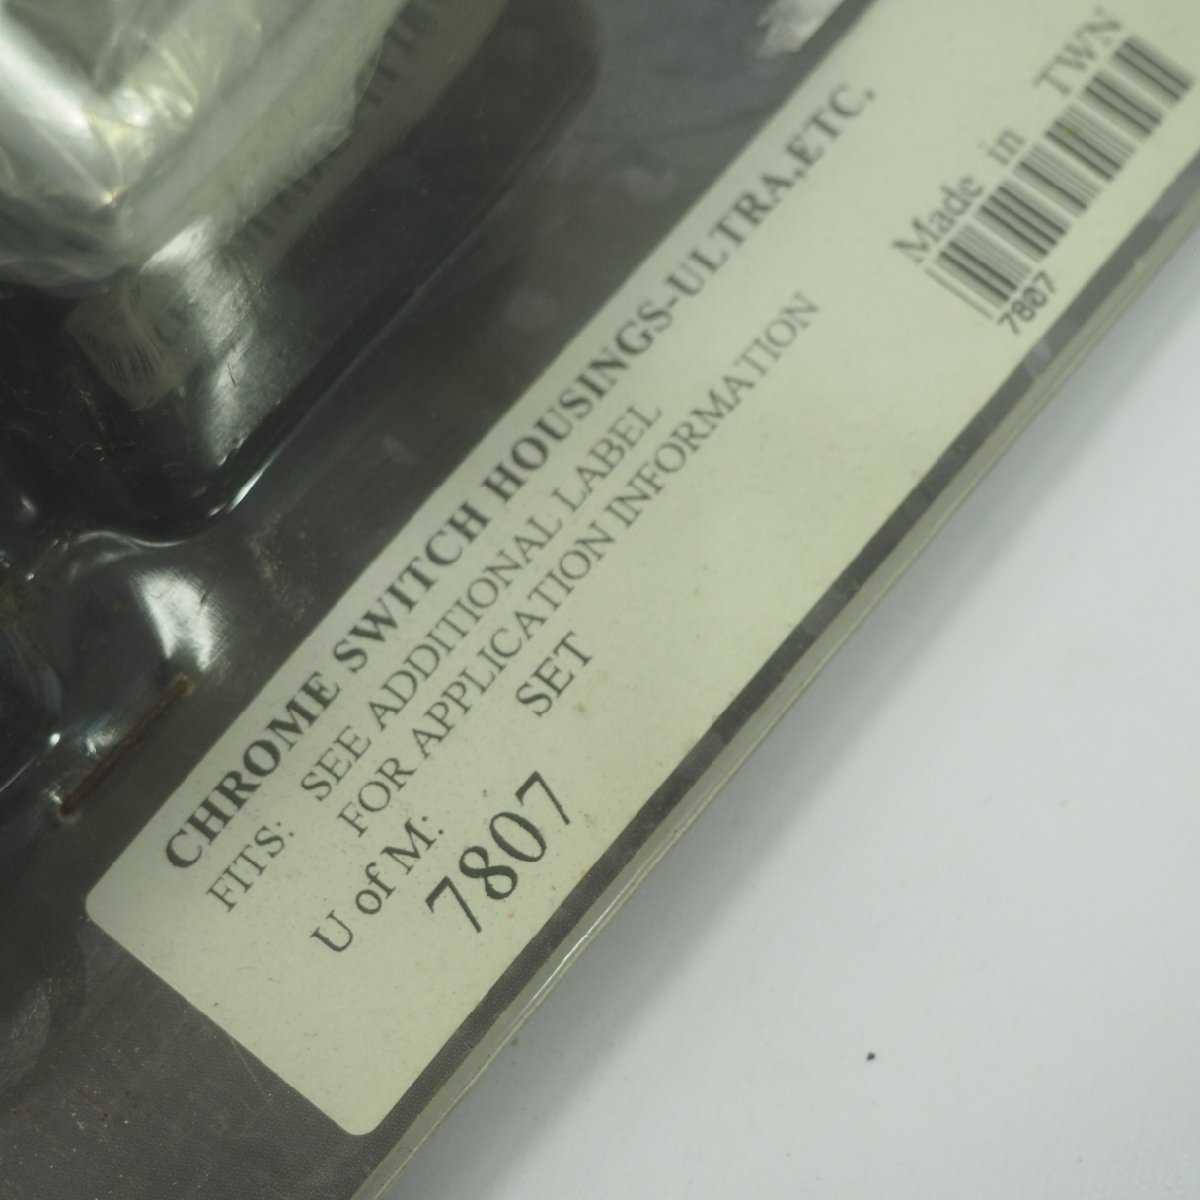 CHROME SWITCH HOUSINGS-ULTRA,ETC.
FITS: SEE ADDITIONAL LABEL
FOR APPLICATION INFORMATION
U of M: SET
7807
Made in TWN
7807